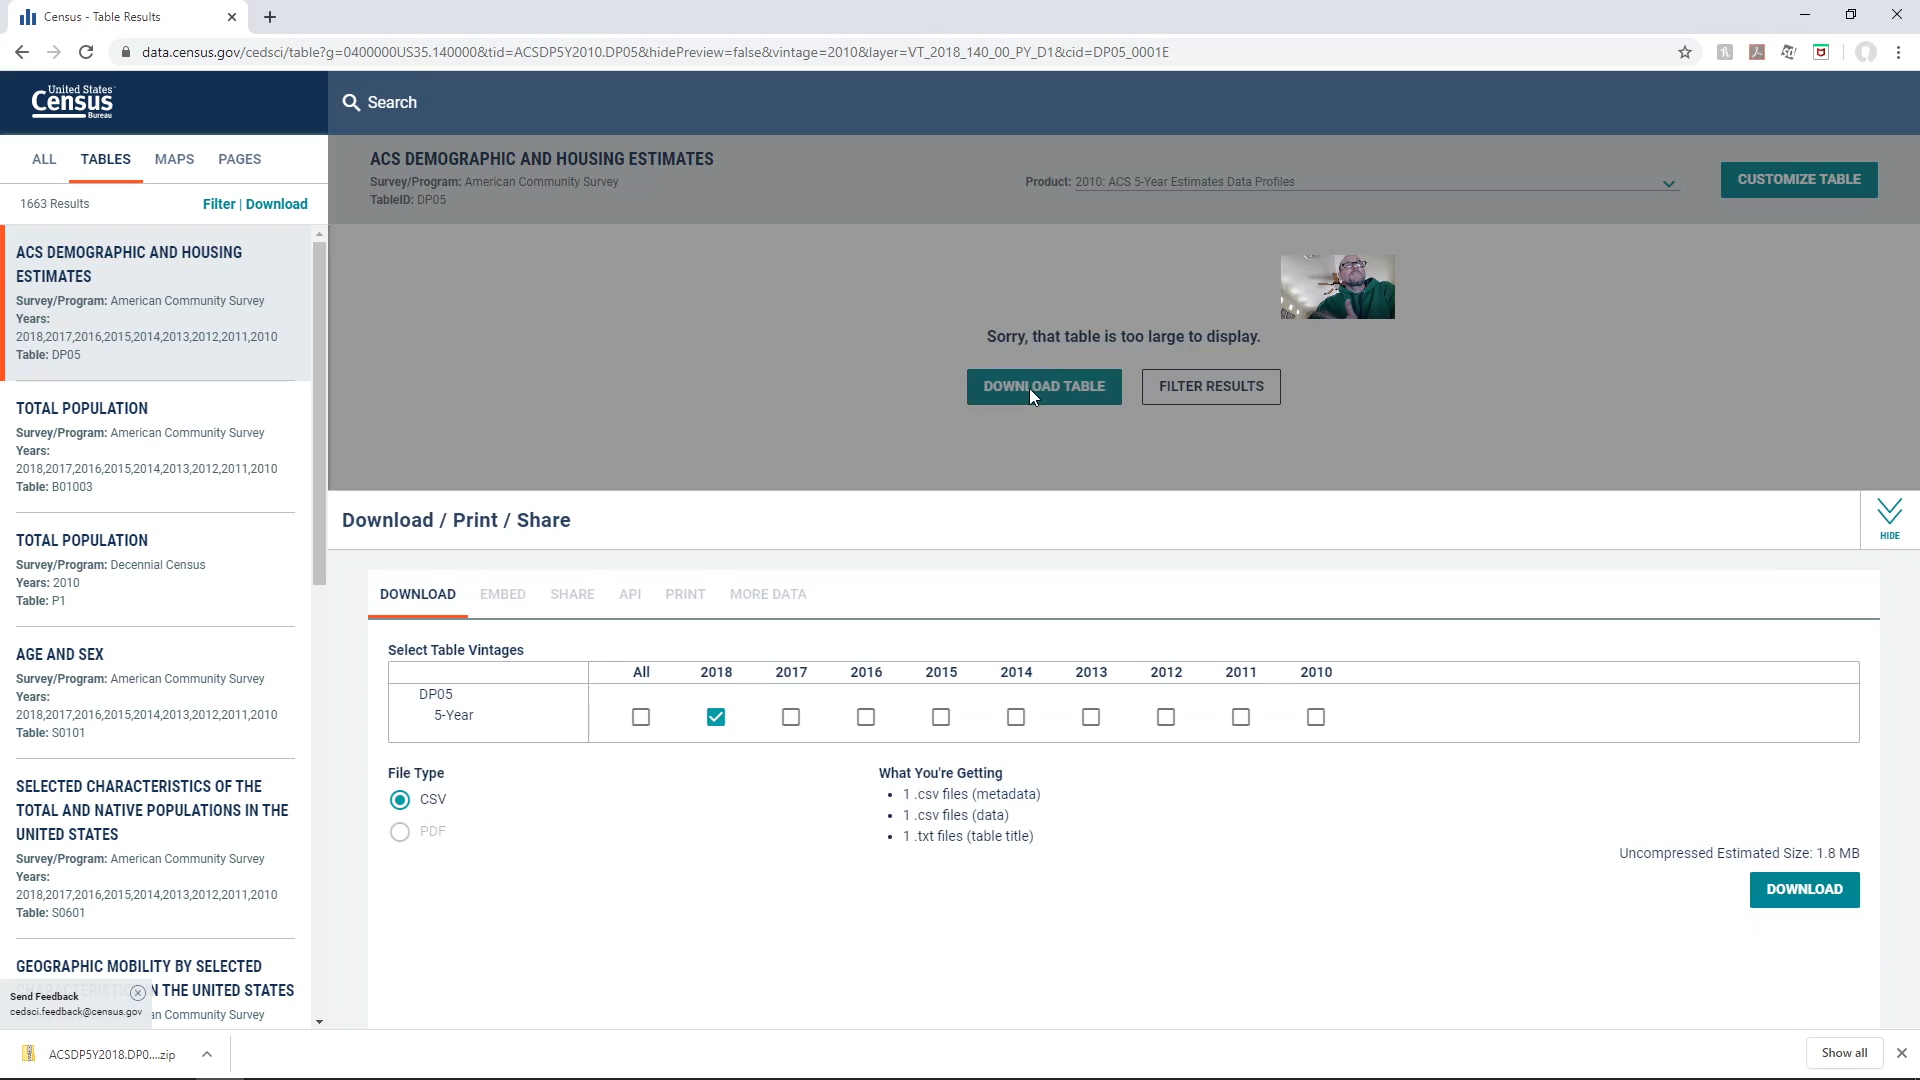 Census - Table Results
data.census.gov/cedsci/table?g=0400000US35.140000&tid=ACSDP5Y2010.DP05&hidePreview=false&vintage=2010&layer=VT_2018_140_00_PY_D1&cid=DP05_0001E
United States
Census
Bureau
Search
ALL TABLES MAPS PAGES
1663 Results Filter | Download
ACS DEMOGRAPHIC AND HOUSING ESTIMATES
Survey/Program: American Community Survey
TableID: DP05
Product: 2010: ACS 5-Year Estimates Data Profiles
CUSTOMIZE TABLE
ACS DEMOGRAPHIC AND HOUSING
ESTIMATES
Survey/Program: American Community Survey
Years:
2018,2017,2016,2015,2014,2013,2012,2011,2010
Table: DP05
TOTAL POPULATION
Survey/Program: American Community Survey
Years:
2018,2017,2016,2015,2014,2013,2012,2011,2010
Table: B01003
TOTAL POPULATION
Survey/Program: Decennial Census
Years: 2010
Table: P1
AGE AND SEX
Survey/Program: American Community Survey
Years:
2018,2017,2016,2015,2014,2013,2012,2011,2010
Table: S0101
SELECTED CHARACTERISTICS OF THE
TOTAL AND NATIVE POPULATIONS IN THE
UNITED STATES
Survey/Program: American Community Survey
Years:
2018,2017,2016,2015,2014,2013,2012,2011,2010
Table: S0601
GEOGRAPHIC MOBILITY BY SELECTED
THE UNITED STATES
Community Survey
Send Feedback
cedsci.feedback@census.gov
Sorry, that table is too large to display.
DOWNLOAD TABLE FILTER RESULTS
Download / Print / Share
HIDE
DOWNLOAD EMBED SHARE API PRINT MORE DATA
Select Table Vintages
All 2018 2017 2016 2015 2014 2013 2012 2011 2010
DP05
5-Year
File Type
CSV
PDF
What You're Getting
• 1 .csv files (metadata)
• 1 .csv files (data)
• 1 .txt files (table title)
Uncompressed Estimated Size: 1.8 MB
DOWNLOAD
ACSDP5Y2018.DP0....zip
Show all